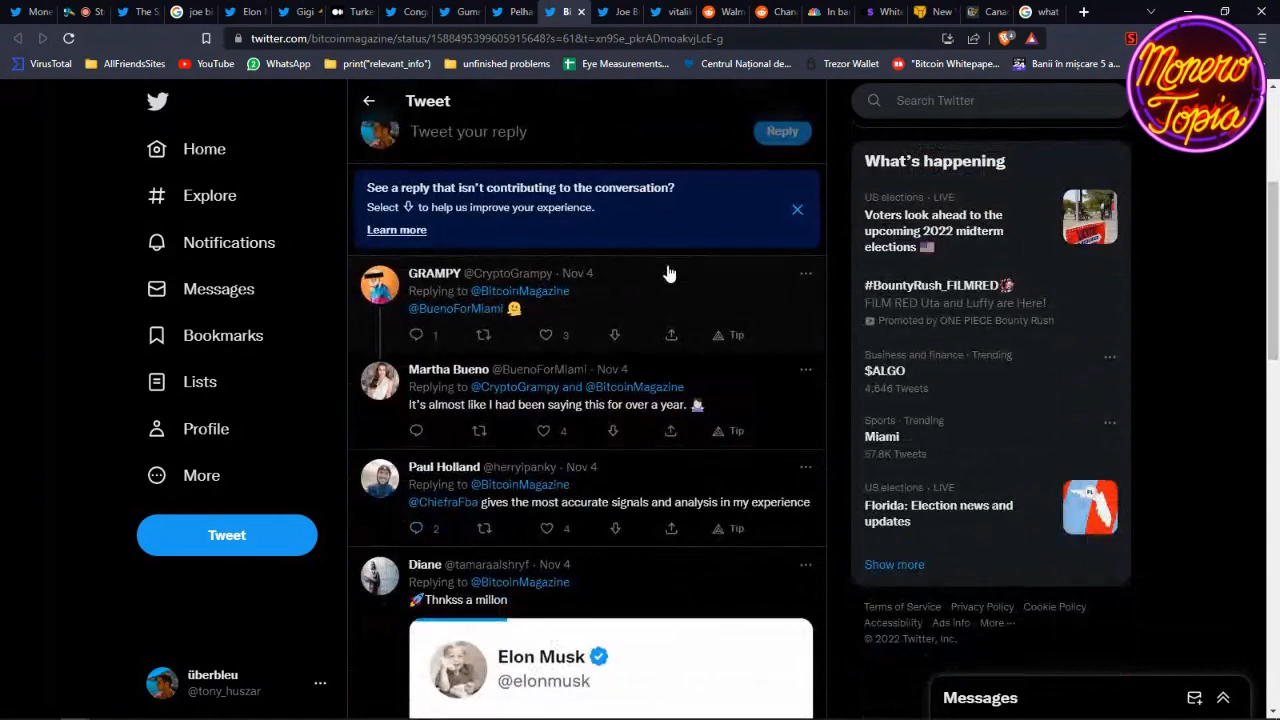 Mone
St
The S
joe bi
Elon I
Gigi
Turke
Cong
Gum
Pelha
Bi
Joe B
vitali
Walm
Chan
In ba
White
New
Cana
what
twitter.com/bitcoinmagazine/status/1588495399605915648?s=61&t=xn9Se_pkrADmoakvjLcE-g
VirusTotal
AllFriendsSites
YouTube
WhatsApp
print("relevant_info")
unfinished problems
Eye Measurements...
Centrul Național de...
Trezor Wallet
"Bitcoin Whitepape...
Banii în mișcare 5 a...
Monero
Topia
Home
Explore
Notifications
Messages
Bookmarks
Lists
Profile
More
Tweet
überbleu
@tony_huszar
Tweet
Tweet your reply
Reply
See a reply that isn't contributing to the conversation?
Select to help us improve your experience.
Learn more
GRAMPY @CryptoGrampy · Nov 4
Replying to @BitcoinMagazine
@BuenoForMiami
1 3 Tip
Martha Bueno @BuenoForMiami · Nov 4
Replying to @CryptoGrampy and @BitcoinMagazine
It's almost like I had been saying this for over a year.
4 Tip
Paul Holland @herryipanky · Nov 4
Replying to @BitcoinMagazine
@ChiefraFba gives the most accurate signals and analysis in my experience
2 4 Tip
Diane @tamaraalshryf · Nov 4
Replying to @BitcoinMagazine
🚀Thnkss a millon
Elon Musk
@elonmusk
Search Twitter
What's happening
US elections · LIVE
Voters look ahead to the
upcoming 2022 midterm
elections
#BountyRush_FILMRED
FILM RED Uta and Luffy are Here!
Promoted by ONE PIECE Bounty Rush
Business and finance · Trending
$ALGO
4,646 Tweets
Sports · Trending
Miami
57.8K Tweets
US elections · LIVE
Florida: Election news and
updates
Show more
Terms of Service Privacy Policy Cookie Policy
Accessibility Ads info More ···
© 2022 Twitter, Inc.
Messages